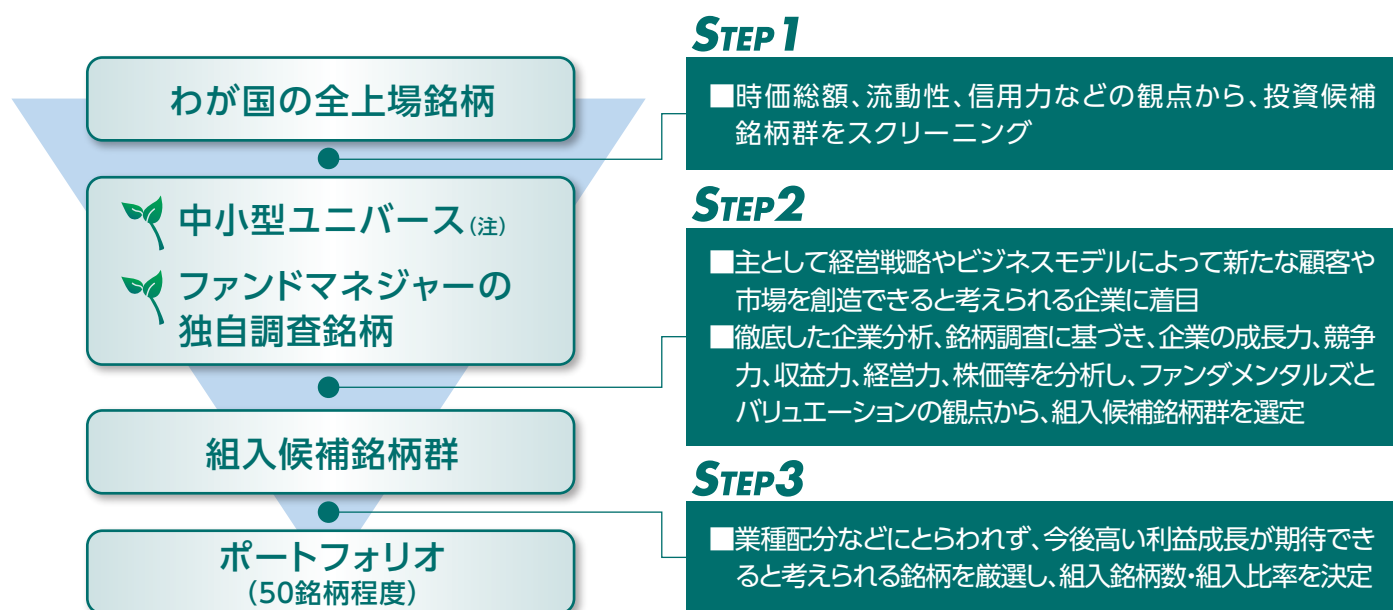 わが国の全上場銘柄
中小型ユニバース(注)
ファンドマネジャーの
独自調査銘柄
組入候補銘柄群
ポートフォリオ
(50銘柄程度)
STEP 1
■時価総額、流動性、信用力などの観点から、投資候補
銘柄群をスクリーニング
STEP2
■主として経営戦略やビジネスモデルによって新たな顧客や
市場を創造できると考えられる企業に着目
■徹底した企業分析、銘柄調査に基づき、企業の成長力、競争
力、収益力、経営力、株価等を分析し、ファンダメンタルズと
バリュエーションの観点から、組入候補銘柄群を選定
STEP3
■業種配分などにとらわれず、今後高い利益成長が期待でき
ると考えられる銘柄を厳選し、組入銘柄数・組入比率を決定